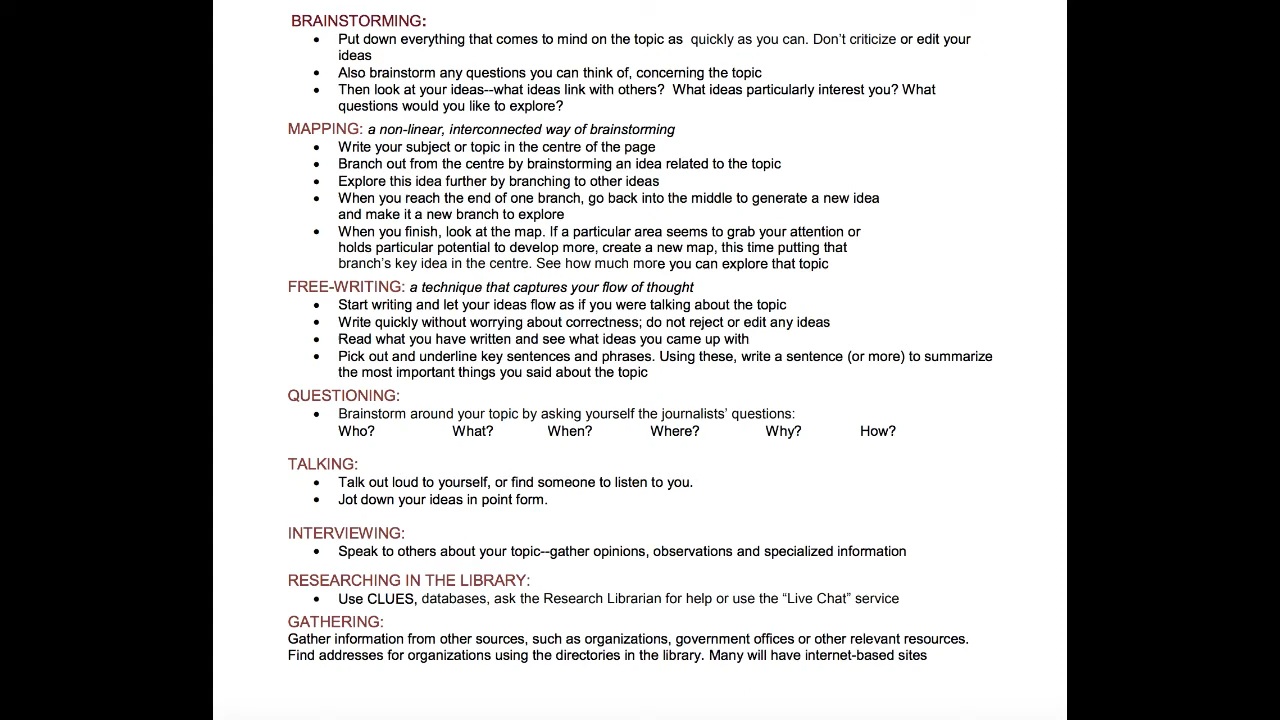 BRAINSTORMING:
• Put down everything that comes to mind on the topic as quickly as you can. Don’t criticize or edit your
ideas
• Also brainstorm any questions you can think of, concerning the topic
• Then look at your ideas--what ideas link with others? What ideas particularly interest you? What
questions would you like to explore?
MAPPING: a non-linear, interconnected way of brainstorming
• Write your subject or topic in the centre of the page
• Branch out from the centre by brainstorming an idea related to the topic
• Explore this idea further by branching to other ideas
• When you reach the end of one branch, go back into the middle to generate a new idea
and make it a new branch to explore
• When you finish, look at the map. If a particular area seems to grab your attention or
holds particular potential to develop more, create a new map, this time putting that
branch’s key idea in the centre. See how much more you can explore that topic
FREE-WRITING: a technique that captures your flow of thought
• Start writing and let your ideas flow as if you were talking about the topic
• Write quickly without worrying about correctness; do not reject or edit any ideas
• Read what you have written and see what ideas you came up with
• Pick out and underline key sentences and phrases. Using these, write a sentence (or more) to summarize
the most important things you said about the topic
QUESTIONING:
• Brainstorm around your topic by asking yourself the journalists’ questions:
Who? What? When? Where? Why? How?
TALKING:
• Talk out loud to yourself, or find someone to listen to you.
• Jot down your ideas in point form.
INTERVIEWING:
• Speak to others about your topic--gather opinions, observations and specialized information
RESEARCHING IN THE LIBRARY:
• Use CLUES, databases, ask the Research Librarian for help or use the “Live Chat” service
GATHERING:
Gather information from other sources, such as organizations, government offices or other relevant resources.
Find addresses for organizations using the directories in the library. Many will have internet-based sites